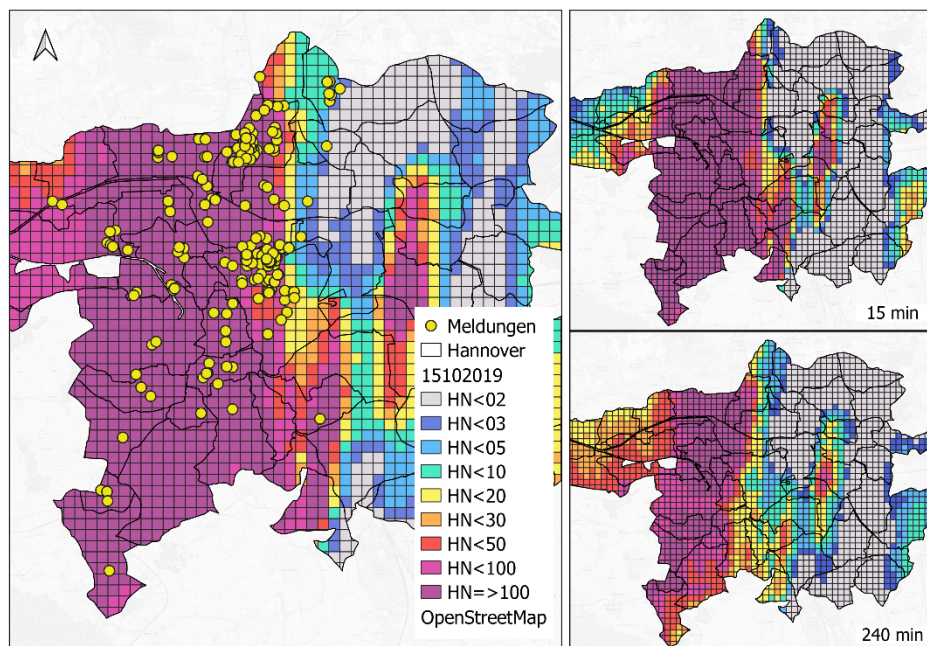 Meldungen
Hannover
15102019
HN<02
HN<03
HN<05
HN<10
HN<20
HN<30
HN<50
HN<100
HN=>100
OpenStreetMap
15 min
240 min